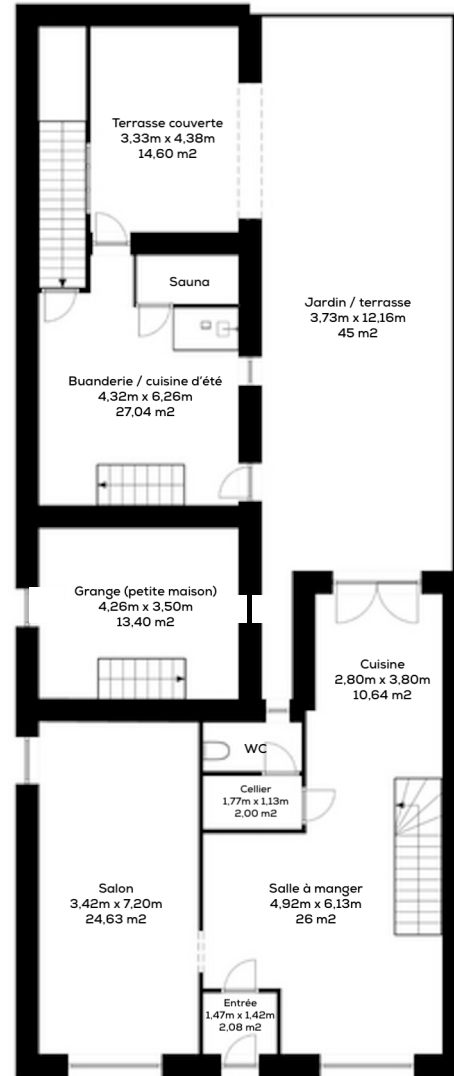 Terrasse couverte
3,33m x 4,38m
14,60 m2
Sauna
Jardin / terrasse
3,73m x 12,16m
45 m2
Buanderie / cuisine d'été
4,32m x 6,26m
27,04 m2
Grange (petite maison)
4,26m x 3,50m
13,40 m2
Cuisine
2,80m x 3,80m
10,64 m2
WC
Cellier
1,77m x 1,13m
2,00 m2
Salon
3,42m x 7,20m
24,63 m2
Salle à manger
4,92m x 6,13m
26 m2
Entrée
1,47m x 1,42m
2,08 m2